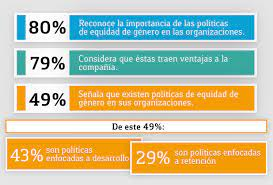 80%
Reconoce la importancia de las políticas
de equidad de género en las organizaciones.
79%
Considera que éstas traen ventajas a la
compañia.
49%
Señala que existen políticas de equidad de
género en sus organizaciones.
De este 49%:
43% son políticas
enfocadas a desarrollo
29% son políticas enfocadas
a retención